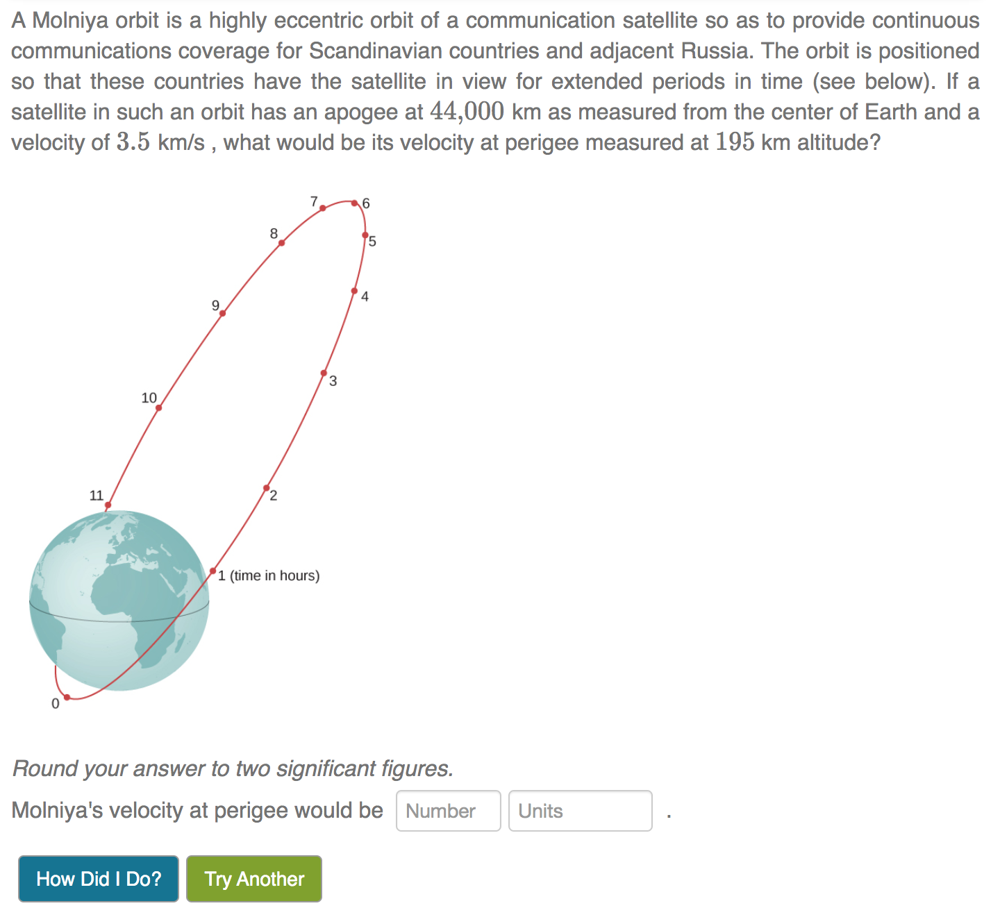 A Molniya orbit is a highly eccentric orbit of a communication satellite so as to provide continuous
communications coverage for Scandinavian countries and adjacent Russia. The orbit is positioned
so that these countries have the satellite in view for extended periods in time (see below). If a
satellite in such an orbit has an apogee at 44,000 km as measured from the center of Earth and a
velocity of 3.5 km/s , what would be its velocity at perigee measured at 195 km altitude?
7
6
8
5
4
9
3
10
11
2
1 (time in hours)
0
Round your answer to two significant figures.
Molniya's velocity at perigee would be Number Units .
How Did I Do? Try Another